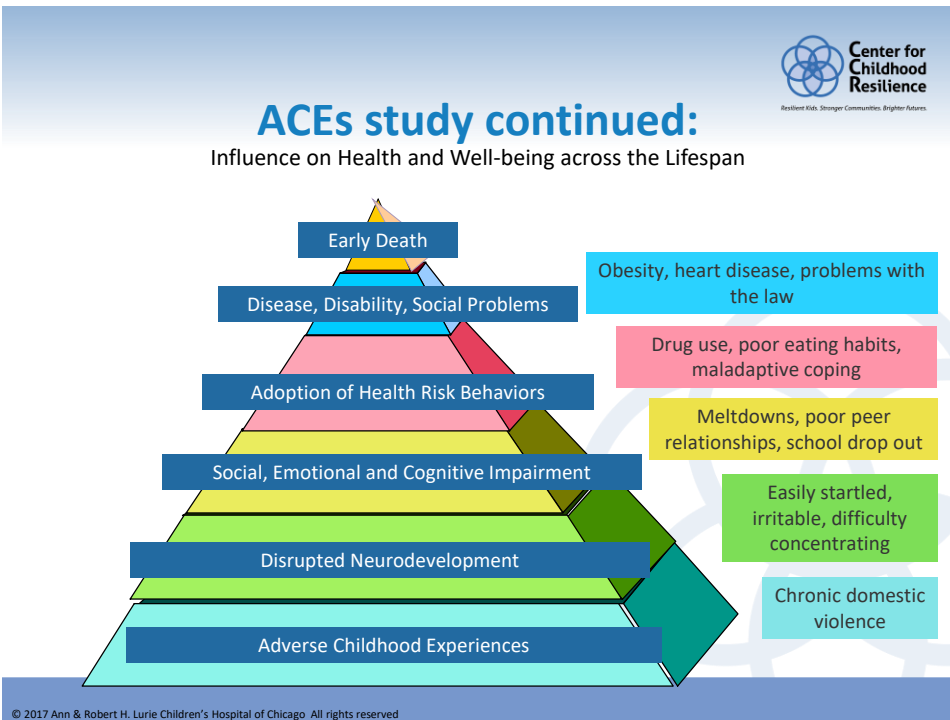 Center for
Childhood
Resilience
Resilient Kids. Stronger Communities. Brighter Futures.
ACEs study continued:
Influence on Health and Well-being across the Lifespan
Early Death
Obesity, heart disease, problems with
the law
Disease, Disability, Social Problems
Drug use, poor eating habits,
maladaptive coping
Adoption of Health Risk Behaviors
Meltdowns, poor peer
relationships, school drop out
Social, Emotional and Cognitive Impairment
Easily startled,
irritable, difficulty
concentrating
Disrupted Neurodevelopment
Chronic domestic
violence
Adverse Childhood Experiences
© 2017 Ann & Robert H. Lurie Children's Hospital of Chicago All rights reserved